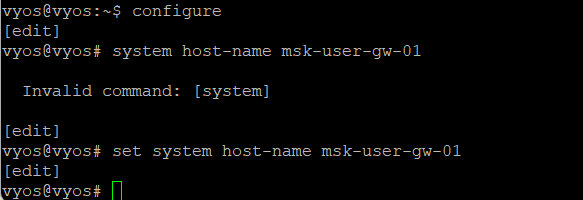 vyos@vyos:~$ configure
[edit]
vyos@vyos# system host-name msk-user-gw-01
Invalid command: [system]
[edit]
vyos@vyos# set system host-name msk-user-gw-01
[edit]
vyos@vyos#